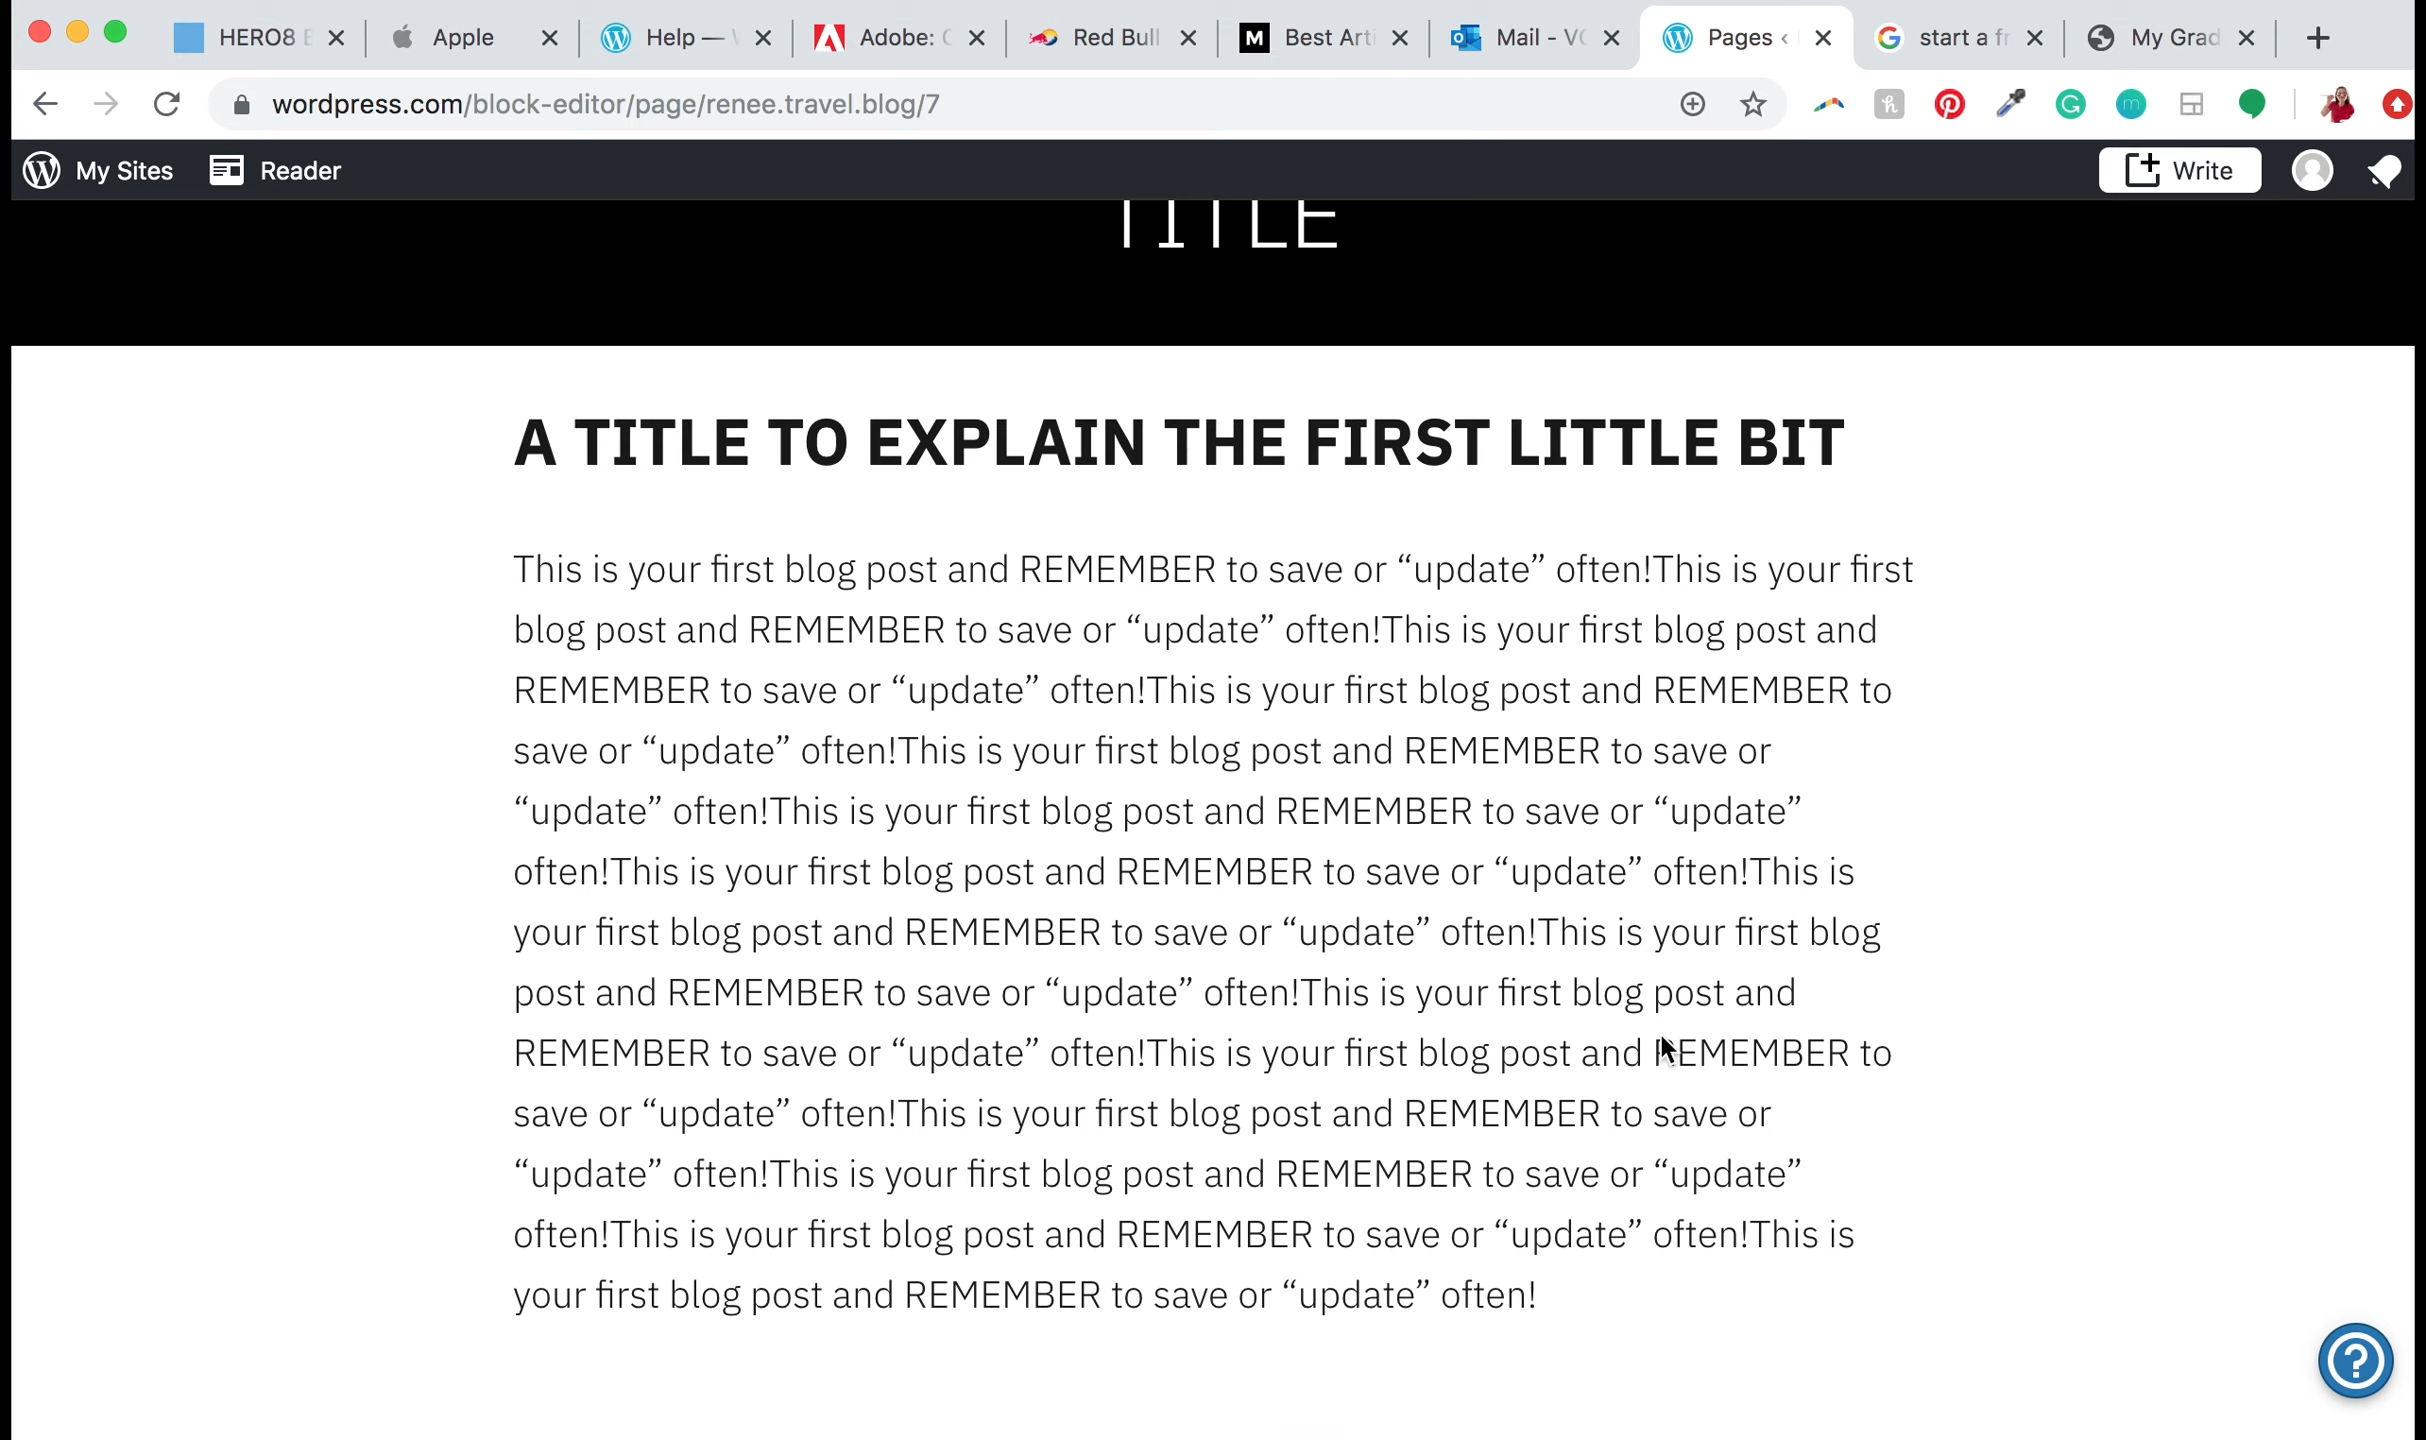 HERO8 Apple Help — Adobe: Red Bull Best Arti Mail - VC Pages start a fr My Grad
wordpress.com/block-editor/page/renee.travel.blog/7
My Sites Reader Write
TITLE
A TITLE TO EXPLAIN THE FIRST LITTLE BIT
This is your first blog post and REMEMBER to save or “update” often!This is your first
blog post and REMEMBER to save or “update” often!This is your first blog post and
REMEMBER to save or “update” often!This is your first blog post and REMEMBER to
save or “update” often!This is your first blog post and REMEMBER to save or
“update” often!This is your first blog post and REMEMBER to save or “update”
often!This is your first blog post and REMEMBER to save or “update” often!This is
your first blog post and REMEMBER to save or “update” often!This is your first blog
post and REMEMBER to save or “update” often!This is your first blog post and
REMEMBER to save or “update” often!This is your first blog post and REMEMBER to
save or “update” often!This is your first blog post and REMEMBER to save or
“update” often!This is your first blog post and REMEMBER to save or “update”
often!This is your first blog post and REMEMBER to save or “update” often!This is
your first blog post and REMEMBER to save or “update” often!